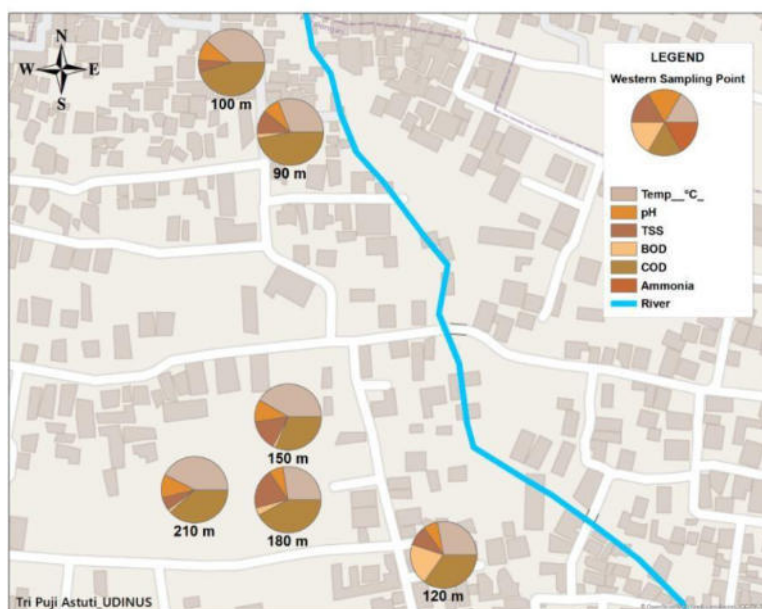 N
W E
S
100 m
90 m
LEGEND
Western Sampling Point
Temp__°C_
pH
TSS
BOD
COD
Ammonia
River
150 m
210 m
180 m
120 m
Tri Puji Astuti_UDINUS